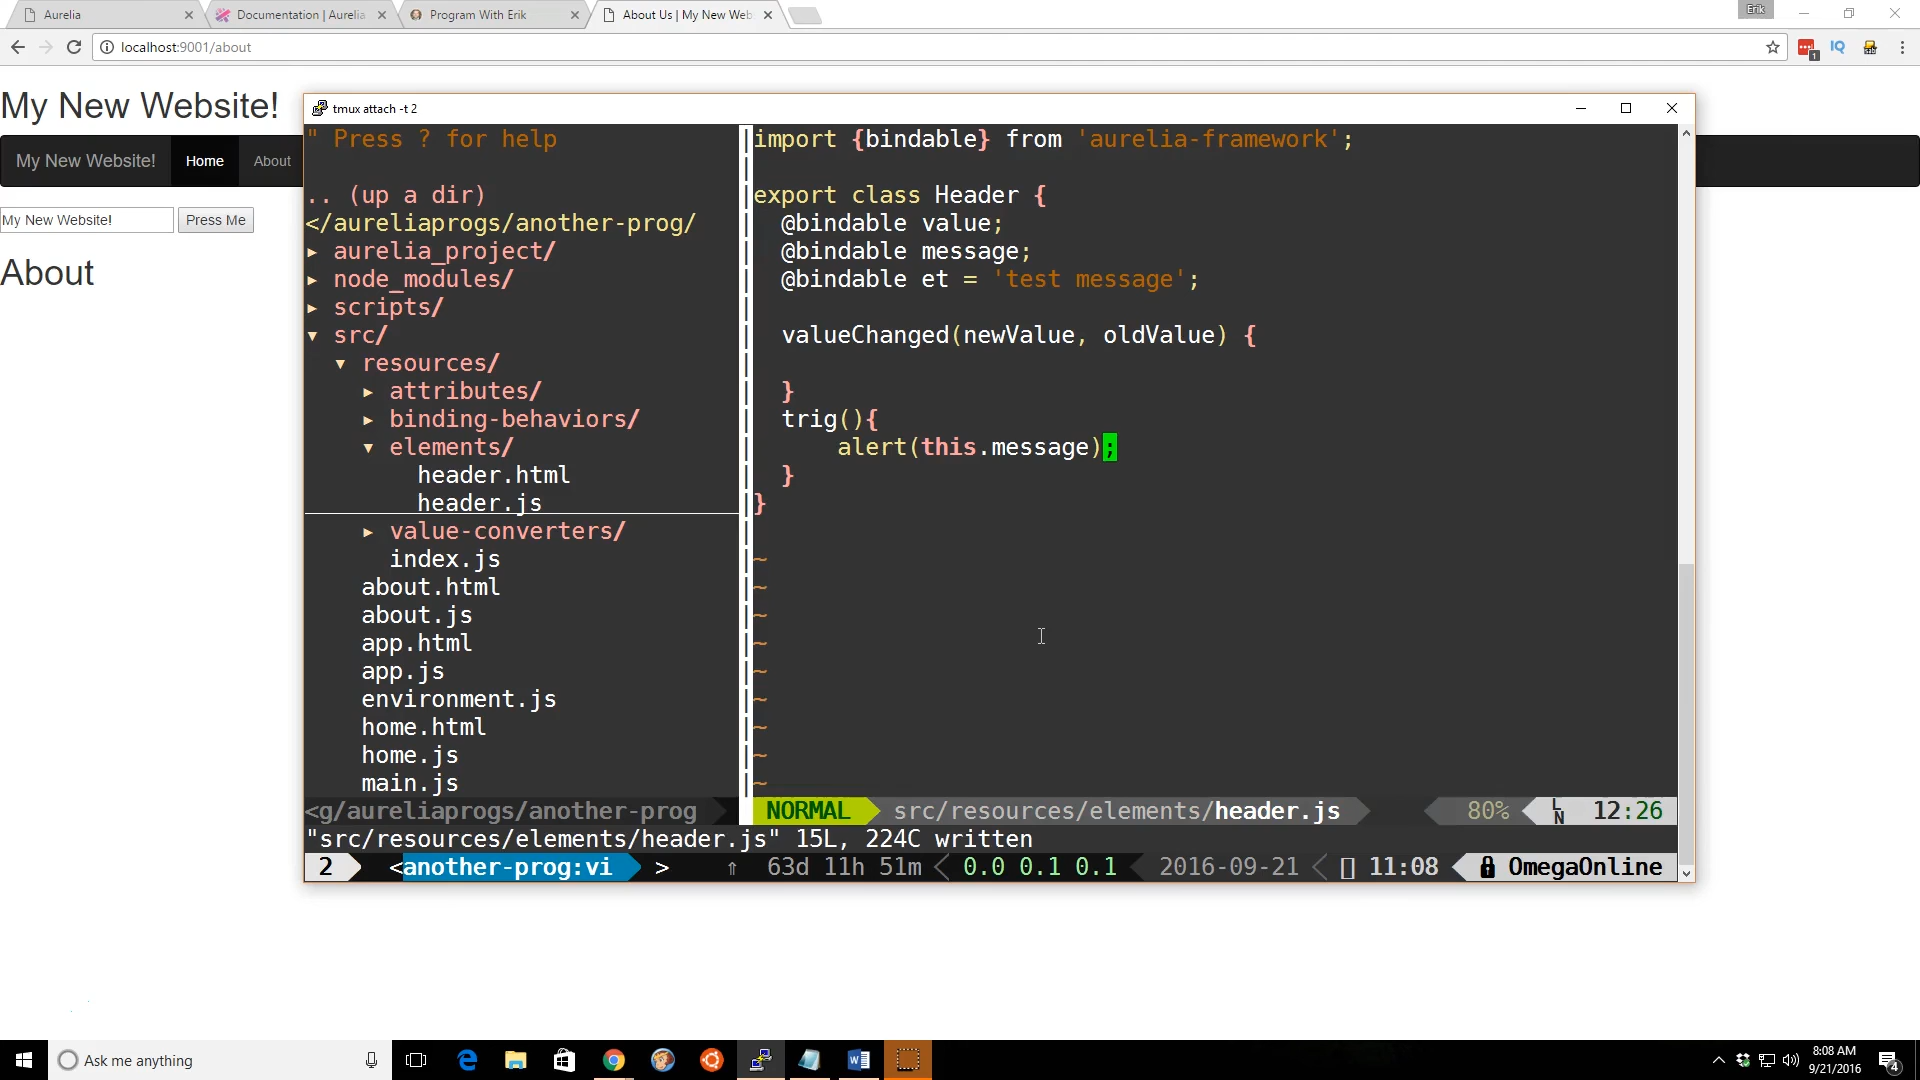 Aurelia
Documentation | Aurelia
Program With Erik
About Us | My New Web
Erik
localhost:9001/about
1
IQ
My New Website!
My New Website!
Home
About
My New Website!
Press Me
About
tmux attach -t 2
" Press ? for help
.. (up a dir)
</aureliaprogs/another-prog/
▸ aurelia_project/
▸ node_modules/
▸ scripts/
▾ src/
▾ resources/
▸ attributes/
▸ binding-behaviors/
▾ elements/
header.html
header.js
▸ value-converters/
index.js
about.html
about.js
app.html
app.js
environment.js
home.html
home.js
main.js
<g/aureliaprogs/another-prog
import {bindable} from 'aurelia-framework';
export class Header {
@bindable value;
@bindable message;
@bindable et = 'test message';
valueChanged(newValue, oldValue) {
}
trig(){
alert(this.message);
}
}
~
~
~
~
~
~
~
~
~
NORMAL src/resources/elements/header.js 80% LN 12:26
"src/resources/elements/header.js" 15L, 224C written
2 <another-prog:vi > ⇑ 63d 11h 51m 0.0 0.1 0.1 2016-09-21 11:08 OmegaOnline
Ask me anything
8:08 AM
9/21/2016
4